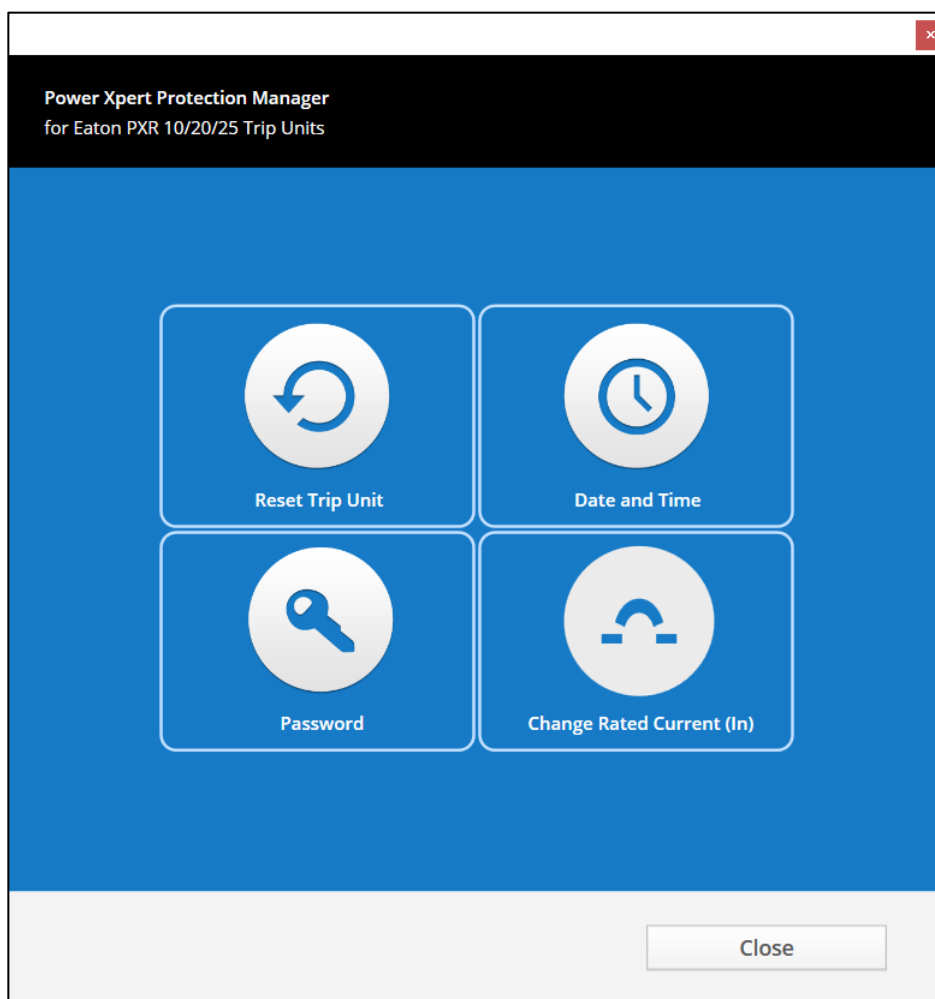 Power Xpert Protection Manager
for Eaton PXR 10/20/25 Trip Units
Reset Trip Unit
Date and Time
Password
Change Rated Current (In)
Close